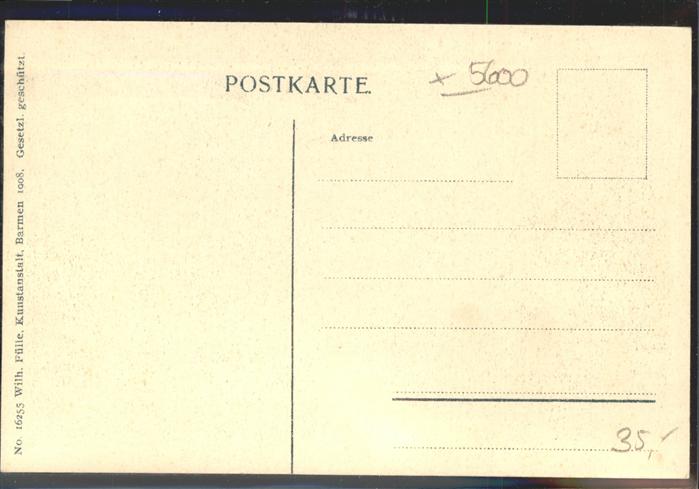 POSTKARTE.
+ 5600
Adresse
35,-
No. 16255 Wilh. Fülle, Kunstanstalt, Barmen 1908. Gesetzl. geschützt.